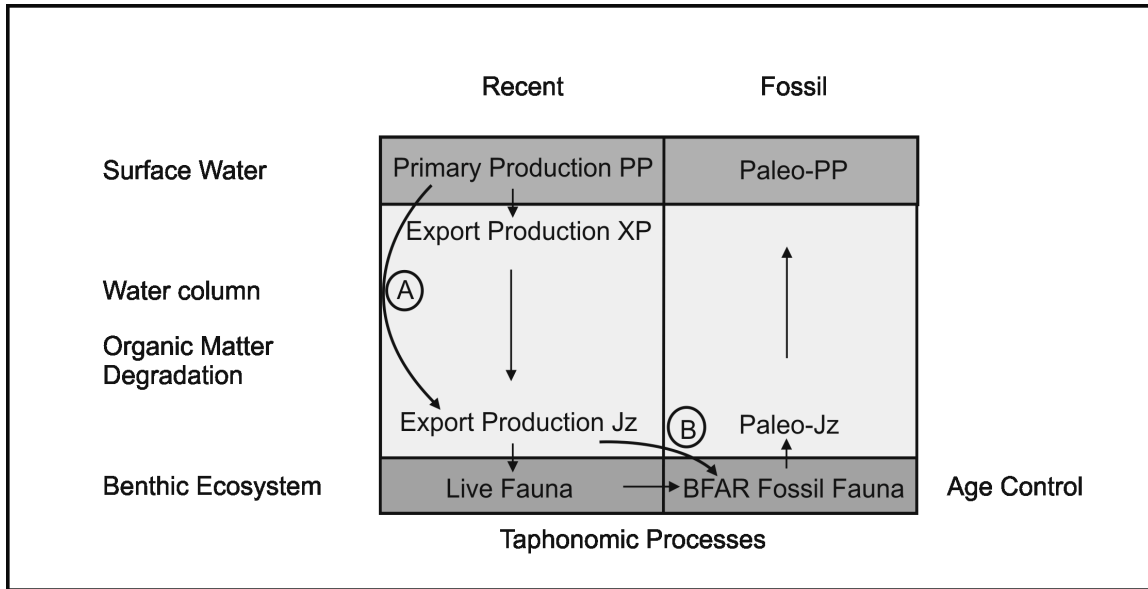 Recent
Fossil
Surface Water
Primary Production PP
Paleo-PP
Export Production XP
Water column
A
Organic Matter
Degradation
Export Production Jz
B
Paleo-Jz
Benthic Ecosystem
Live Fauna
BFAR Fossil Fauna
Age Control
Taphonomic Processes